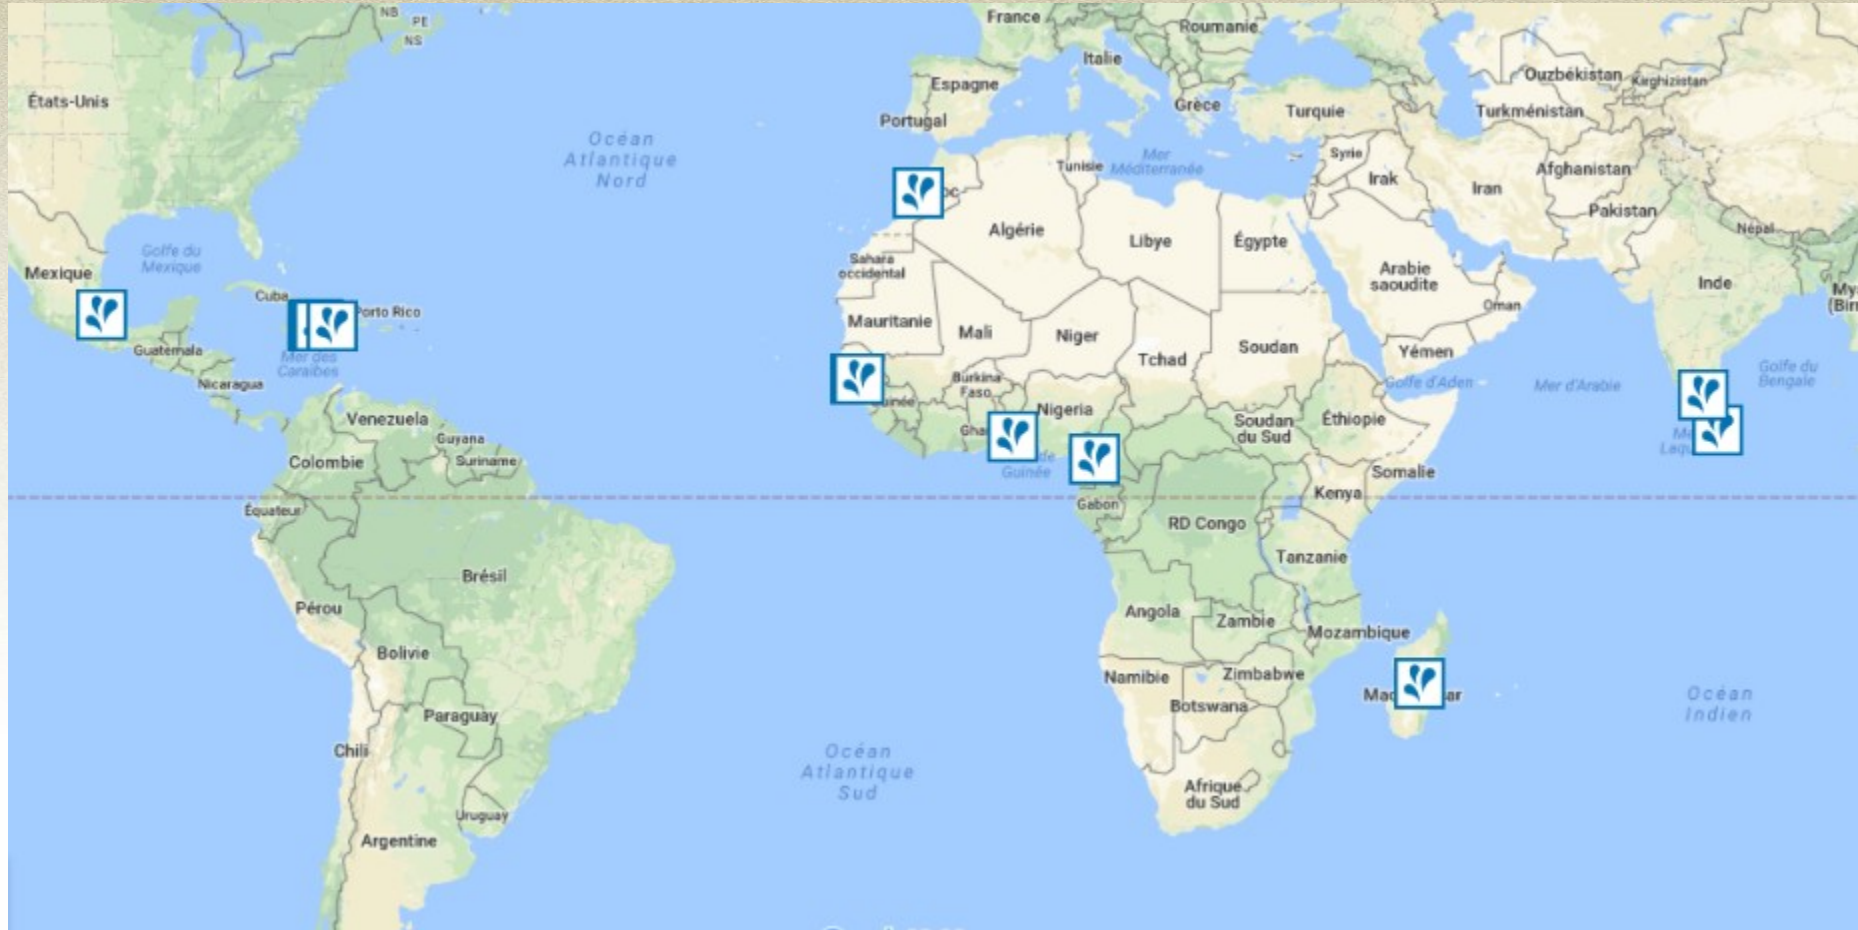 NB
PE
NS
États-Unis
Océan
Atlantique
Nord
Golfe du
Mexique
Mexique
Cuba
Porto Rico
Mer des
Caraïbes
Guatemala
Nicaragua
Venezuela
Guyana
Suriname
Colombie
Équateur
Brésil
Pérou
Bolivie
Paraguay
Chili
Uruguay
Argentine
Océan
Atlantique
Sud
France
Roumanie
Italie
Espagne
Portugal
Grèce
Turquie
Ouzbékistan
Kirghizistan
Turkménistan
Tunisie
Mer
Méditerranée
Syrie
Irak
Iran
Afghanistan
Pakistan
Népal
Algérie
Libye
Égypte
Sahara
occidental
Arabie
saoudite
Oman
Inde
Mauritanie
Mali
Niger
Tchad
Soudan
Yémen
Golfe d'Aden
Mer d'Arabie
Golfe du
Bengale
Burkina
Faso
Nigeria
Soudan
du Sud
Éthiopie
Guinée
Somalie
Kenya
Gabon
RD Congo
Tanzanie
Angola
Zambie
Mozambique
Namibie
Zimbabwe
Botswana
Afrique
du Sud
Océan
Indien